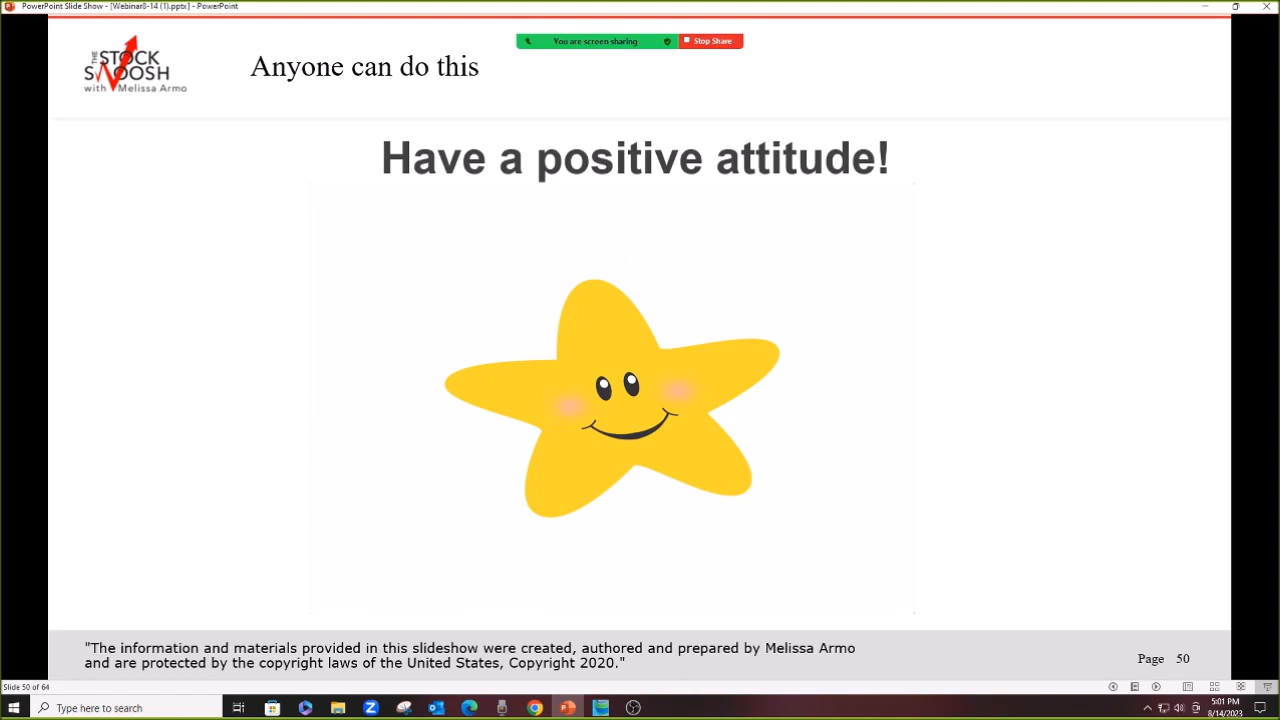 PowerPoint Slide Show - [Webinar8-14 (1).pptx] - PowerPoint
You are screen sharing
Stop Share
THE
STOCK
SWOOSH
with Melissa Armo
Anyone can do this
Have a positive attitude!
"The information and materials provided in this slideshow were created, authored and prepared by Melissa Armo
and are protected by the copyright laws of the United States, Copyright 2020."
Page 50
Slide 50 of 64
Type here to search
5:01 PM
8/14/2023